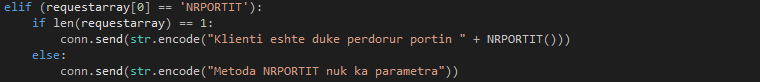 elif (requestarray[0] == 'NRPORTIT'):
    if len(requestarray) == 1:
        conn.send(str.encode("Klienti eshte duke perdorur portin " + NRPORTIT()))
    else:
        conn.send(str.encode("Metoda NRPORTIT nuk ka parametra"))